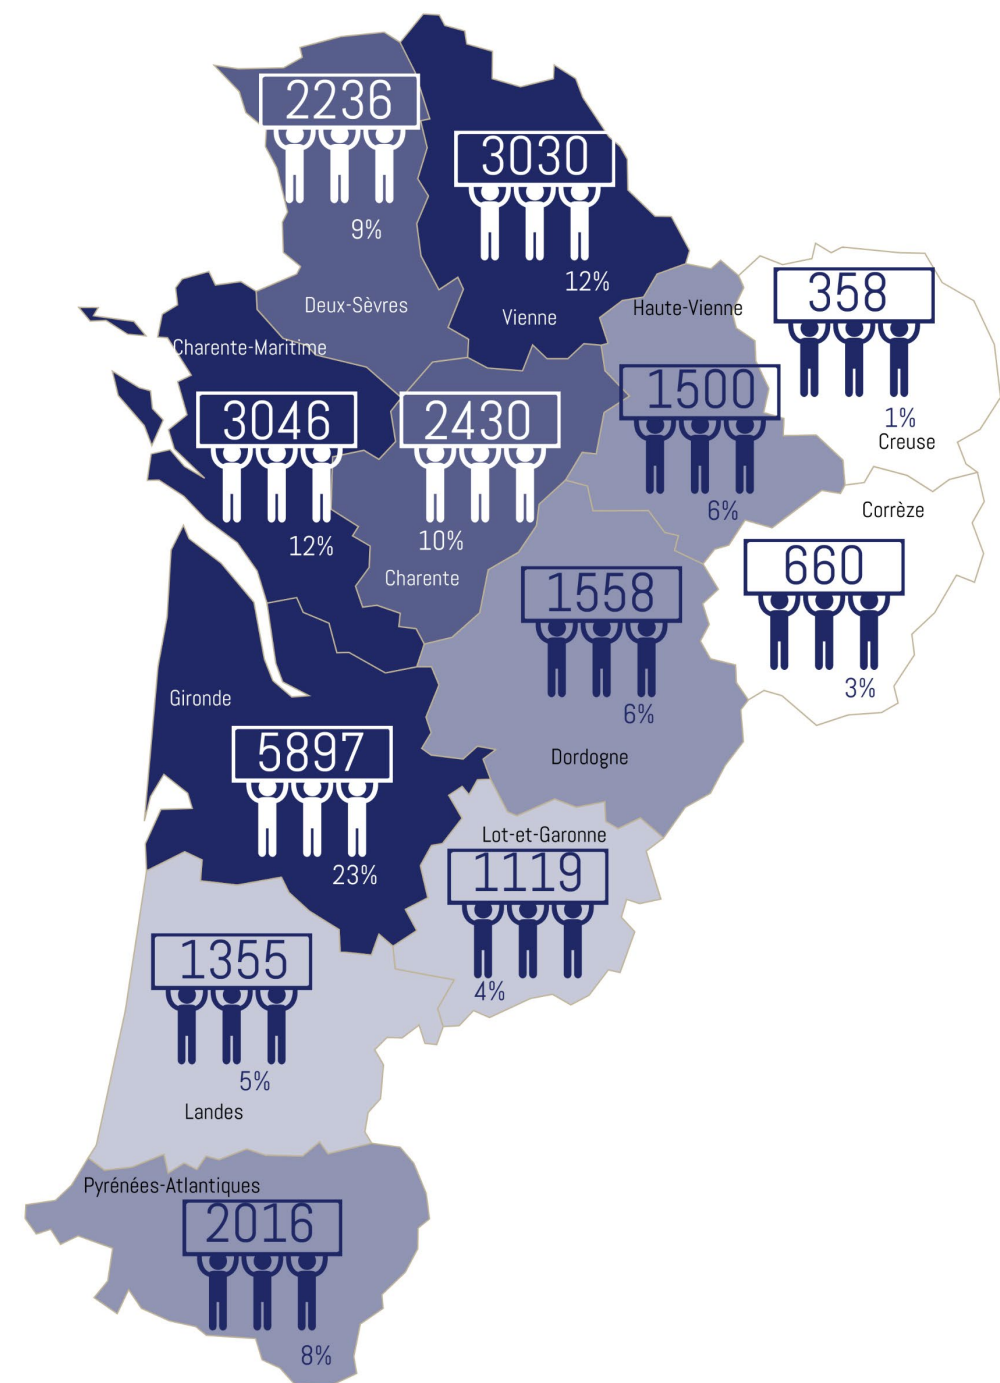 2236
9%
Deux-Sèvres
3030
12%
Vienne
Haute-Vienne
1500
6%
358
1%
Creuse
Charente-Maritime
3046
12%
2430
10%
Charente
Corrèze
660
3%
1558
6%
Dordogne
Gironde
5897
23%
Lot-et-Garonne
1119
4%
1355
5%
Landes
Pyrénées-Atlantiques
2016
8%